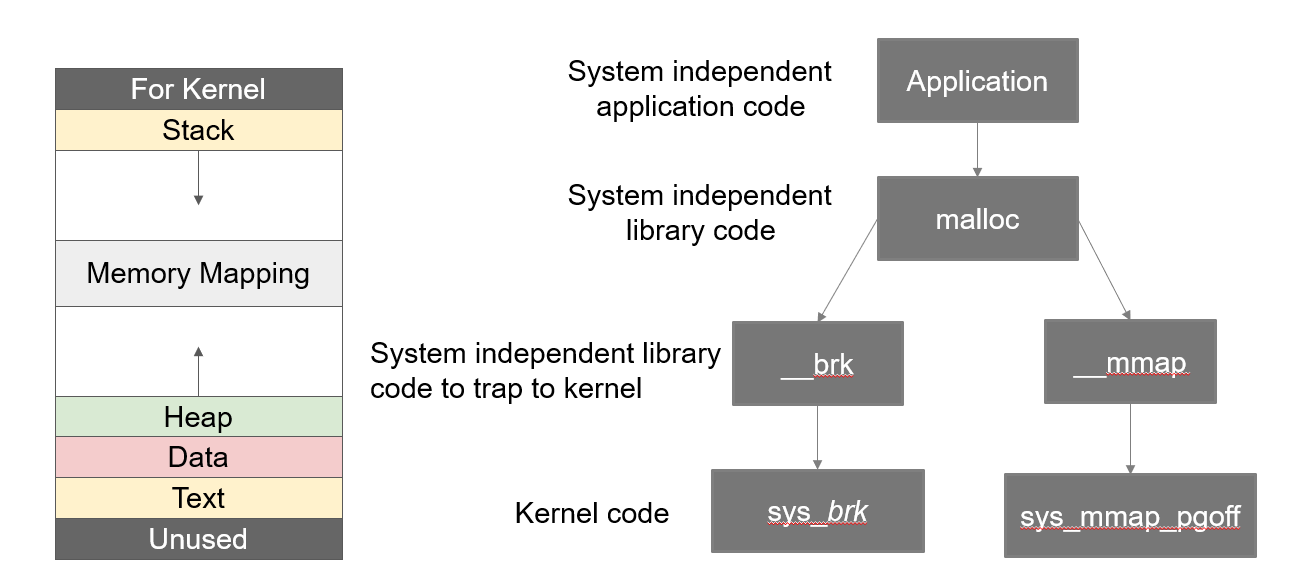 For Kernel
Stack
Memory Mapping
Heap
Data
Text
Unused
System independent
application code
Application
System independent
library code
malloc
System independent library
code to trap to kernel
__brk
__mmap
Kernel code
sys_brk
sys_mmap_pgoff